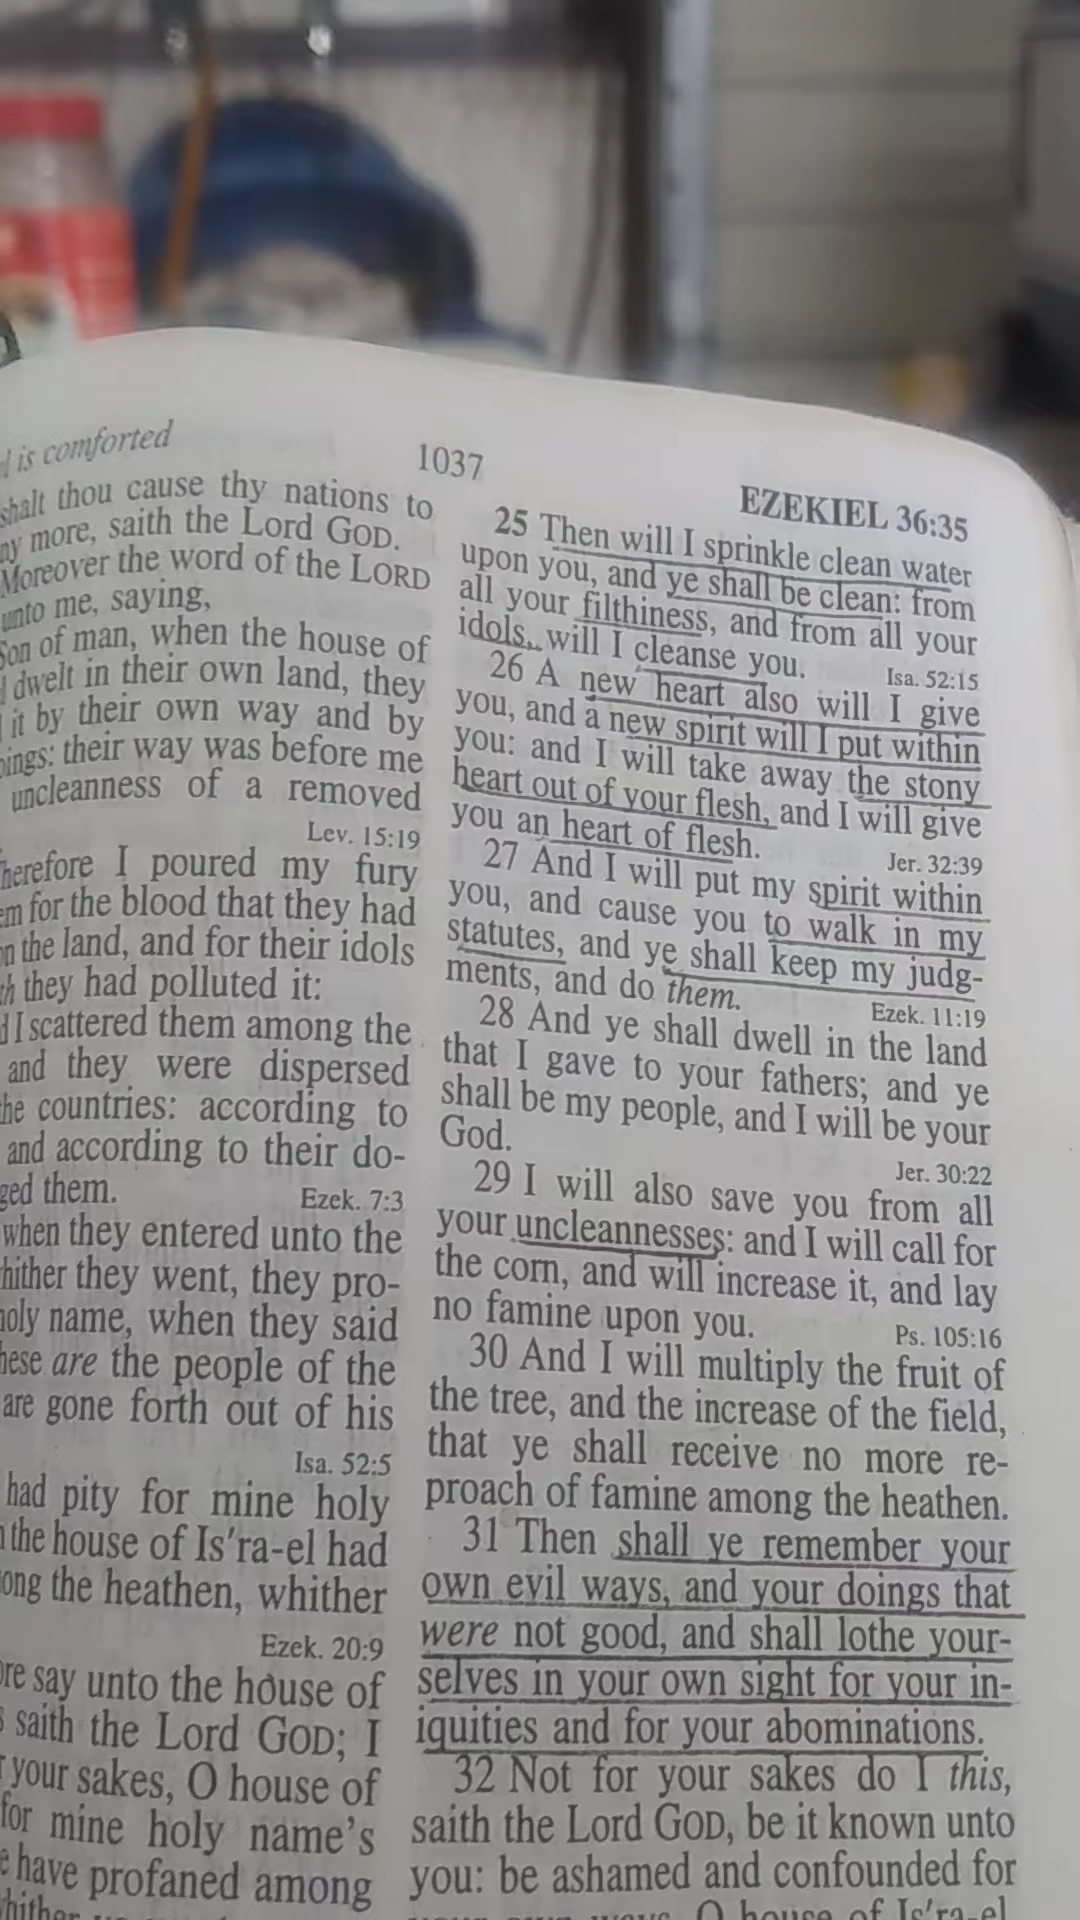 is comforted
1037
EZEKIEL 36:35
shalt thou cause thy nations to
more, saith the Lord GOD.
Moreover the word of the LORD
unto me, saying,
Son of man, when the house of
dwelt in their own land, they
it by their own way and by
their way was before me
uncleanness of a removed
Lev. 15:19
I poured my fury
for the blood that they had
the land, and for their idols
they had polluted it:
I scattered them among the
and they were dispersed
countries: according to
and according to their do-
them.
Ezek. 7:3
when they entered unto the
they went, they pro-
name, when they said
are the people of the
are gone forth out of his
Isa. 52:5
had pity for mine holy
the house of Is'ra-el had
the heathen, whither
Ezek. 20:9
say unto the house of
saith the Lord GOD; I
your sakes, O house of
for mine holy name's
have profaned among
25 Then will I sprinkle clean water
upon you, and ye shall be clean: from
all your filthiness, and from all your
idols, will I cleanse you.
Isa. 52:15
26 A new heart also will I give
you, and a new spirit will I put within
you: and I will take away the stony
heart out of your flesh, and I will give
you an heart of flesh.
Jer. 32:39
27 And I will put my spirit within
you, and cause you to walk in my
statutes, and ye shall keep my judg-
ments, and do them.
Ezek. 11:19
28 And ye shall dwell in the land
that I gave to your fathers; and ye
shall be my people, and I will be your
God.
Jer. 30:22
29 I will also save you from all
your uncleannesses: and I will call for
the corn, and will increase it, and lay
no famine upon you.
Ps. 105:16
30 And I will multiply the fruit of
the tree, and the increase of the field,
that ye shall receive no more re-
proach of famine among the heathen.
31 Then shall ye remember your
own evil ways, and your doings that
were not good, and shall lothe your-
selves in your own sight for your in-
iquities and for your abominations.
32 Not for your sakes do I this,
saith the Lord GOD, be it known unto
you: be ashamed and confounded for
O house of Is'ra-el